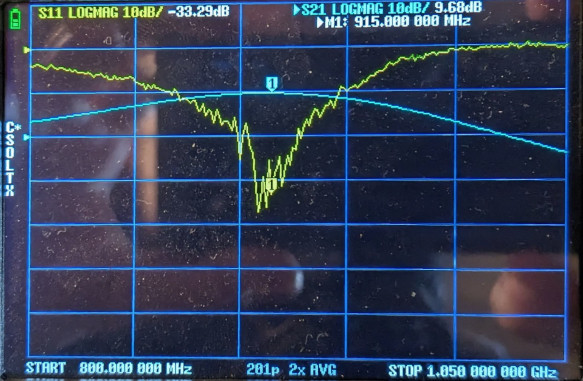 S11 LOGMAG 10dB/ -33.29dB
S21 LOGMAG 10dB/ 9.68dB
M1: 915.000 000 MHz
1
C*
S
O
L
T
X
1
START 800.000 000 MHz 201p 2x AVG STOP 1.050 000 000 GHz